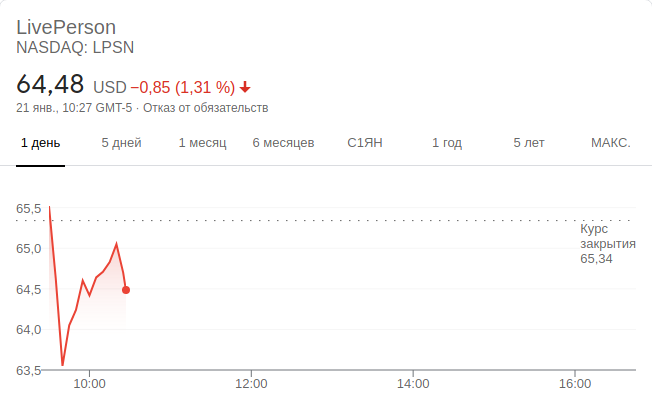 LivePerson
NASDAQ: LPSN
64,48 USD −0,85 (1,31 %)
21 янв., 10:27 GMT-5 · Отказ от обязательств
1 день 5 дней 1 месяц 6 месяцев С1ЯН 1 год 5 лет МАКС.
65,5
Курс
закрытия
65,34
65,0
64,5
64,0
63,5
10:00 12:00 14:00 16:00